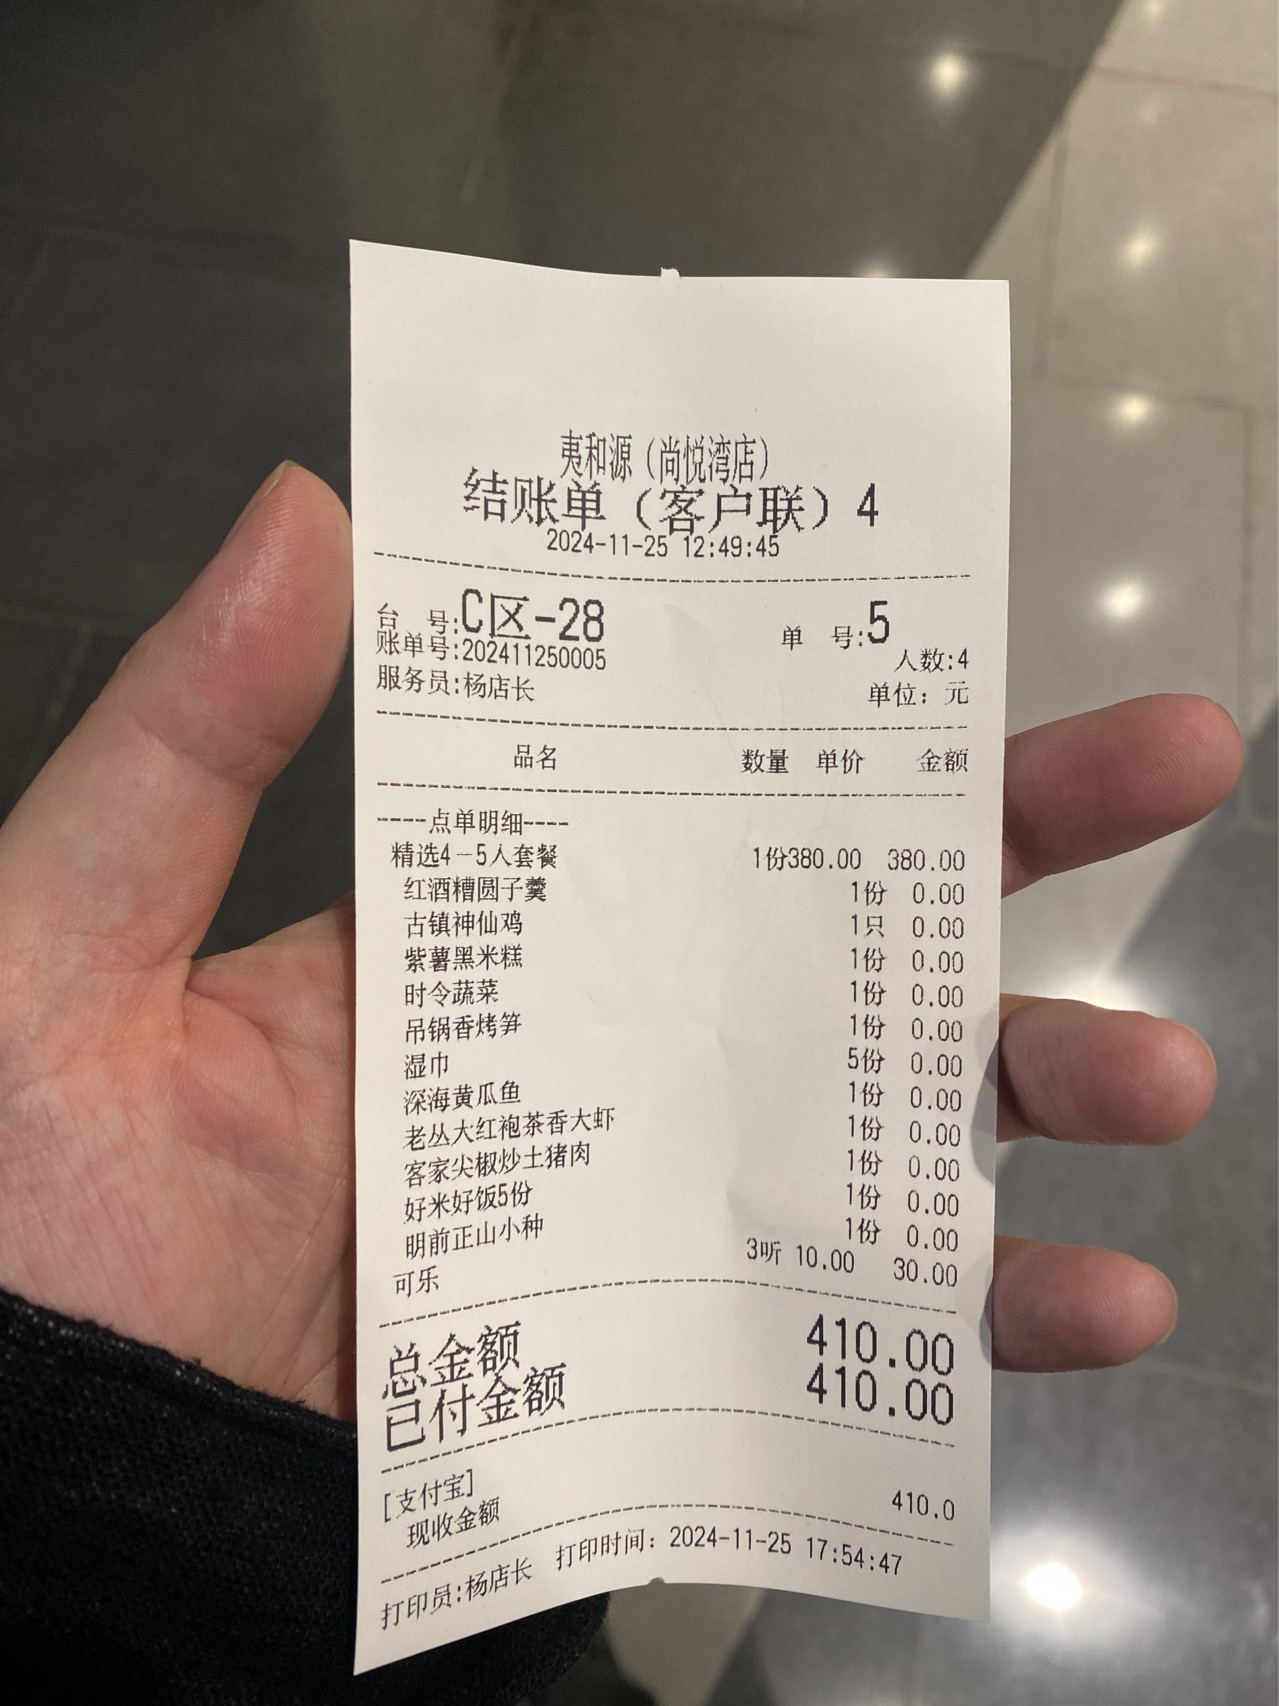 夷和源（尚悦湾店）
结账单（客户联）4
2024-11-25 12:49:45
台 号:C区-28 单 号:5
账单号:202411250005 人数:4
服务员:杨店长 单位：元
品名 数量 单价 金额
----点单明细----
精选4-5人套餐 1份380.00 380.00
红酒糟圆子羹 1份 0.00
古镇神仙鸡 1只 0.00
紫薯黑米糕 1份 0.00
时令蔬菜 1份 0.00
吊锅香烤笋 1份 0.00
湿巾 5份 0.00
深海黄瓜鱼 1份 0.00
老丛大红袍茶香大虾 1份 0.00
客家尖椒炒土猪肉 1份 0.00
好米好饭5份 1份 0.00
明前正山小种 1份 0.00
可乐 3听 10.00 30.00
总金额 410.00
已付金额 410.00
[支付宝]
现收金额 410.0
打印员:杨店长 打印时间：2024-11-25 17:54:47